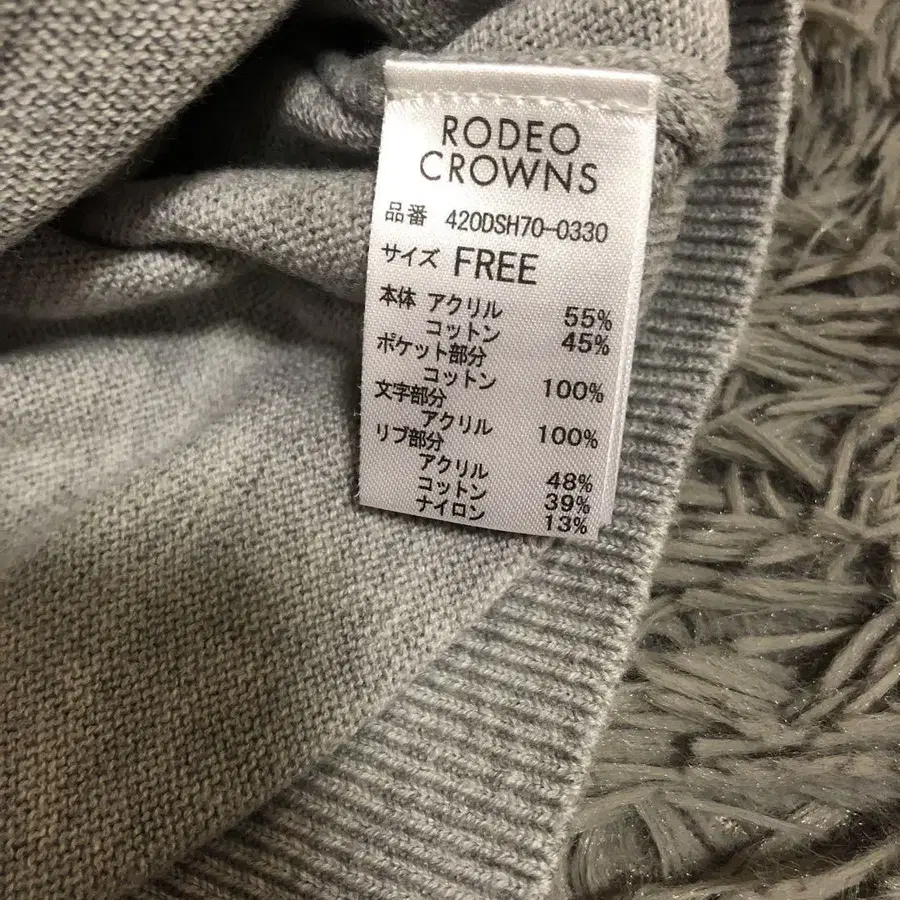 RODEO
CROWNS
品番 420DSH70-0330
サイズ FREE
本体 アクリル 55%
コットン 45%
ポケット部分
コットン 100%
文字部分
アクリル 100%
リブ部分
アクリル 48%
コットン 39%
ナイロン 13%